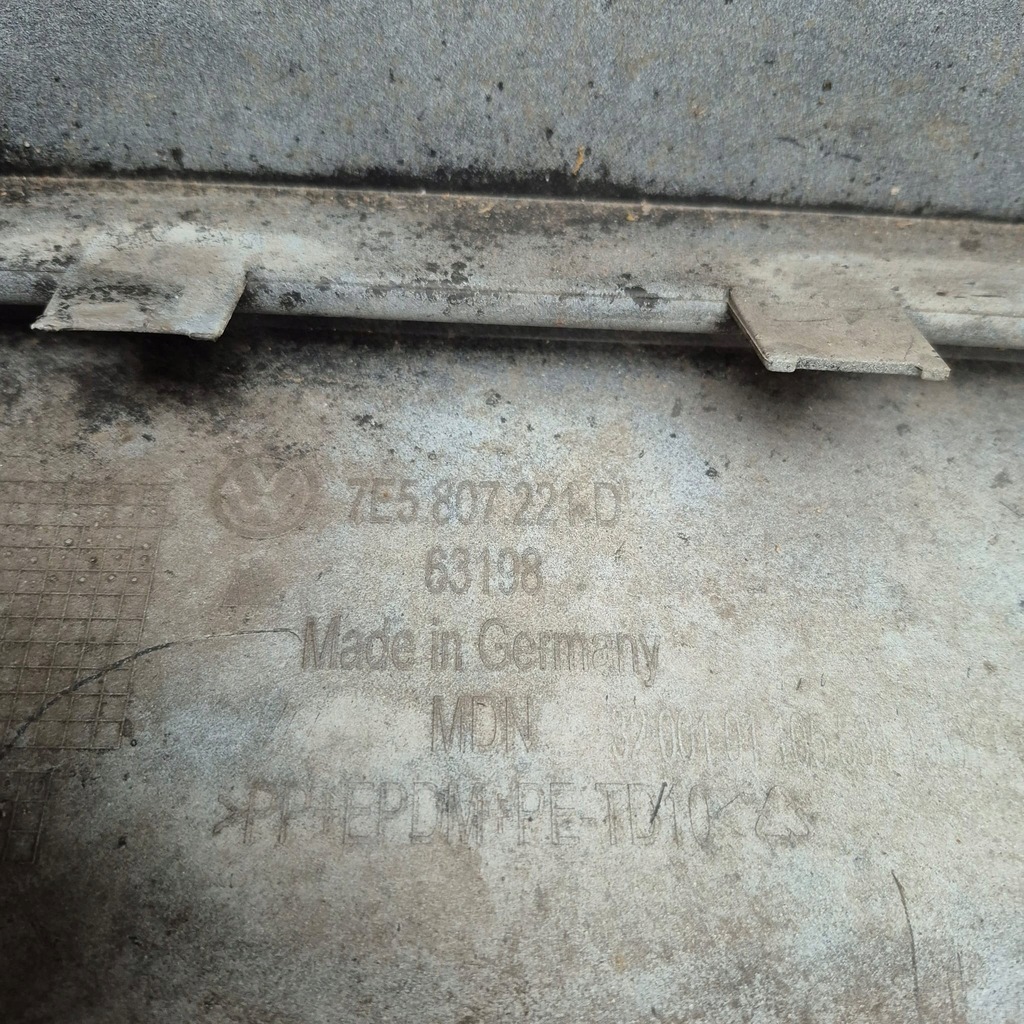 7E5 807 221 D
63198
Made in Germany
MDN
>PP+EPDM+PE-TD10<